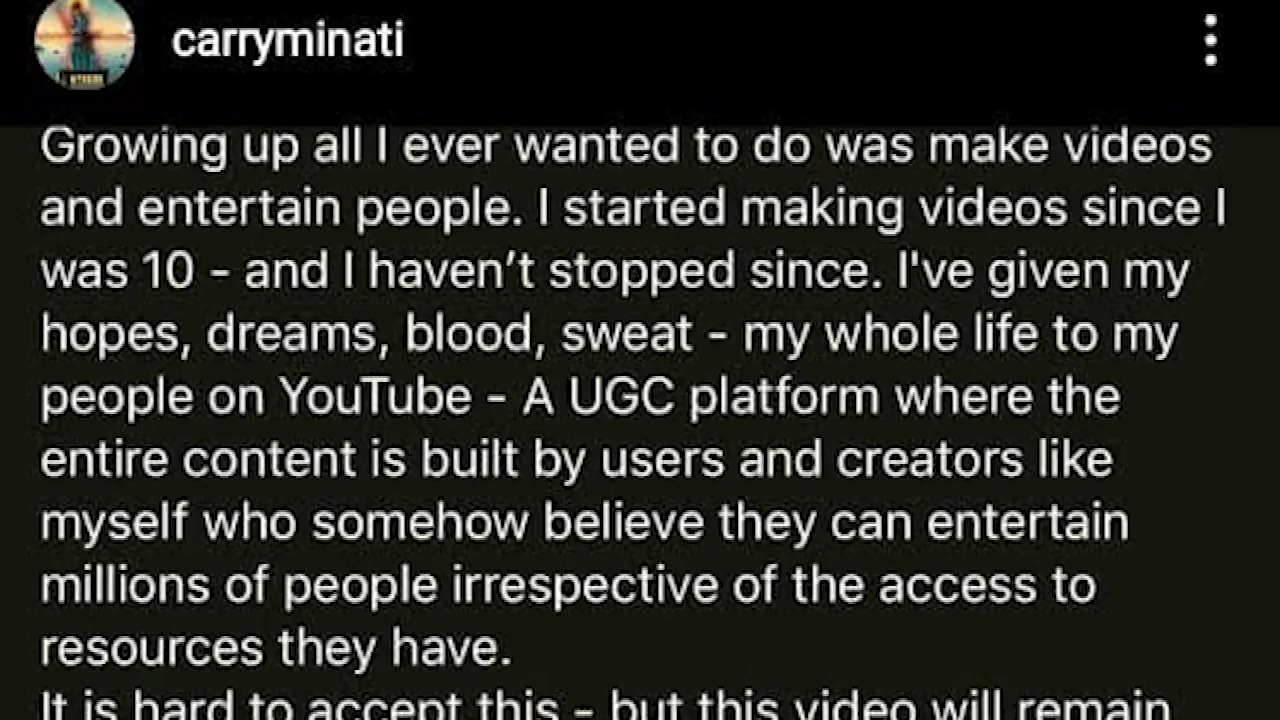 carryminati
Growing up all I ever wanted to do was make videos
and entertain people. I started making videos since I
was 10 - and I haven’t stopped since. I've given my
hopes, dreams, blood, sweat - my whole life to my
people on YouTube - A UGC platform where the
entire content is built by users and creators like
myself who somehow believe they can entertain
millions of people irrespective of the access to
resources they have.
It is hard to accept this - but this video will remain